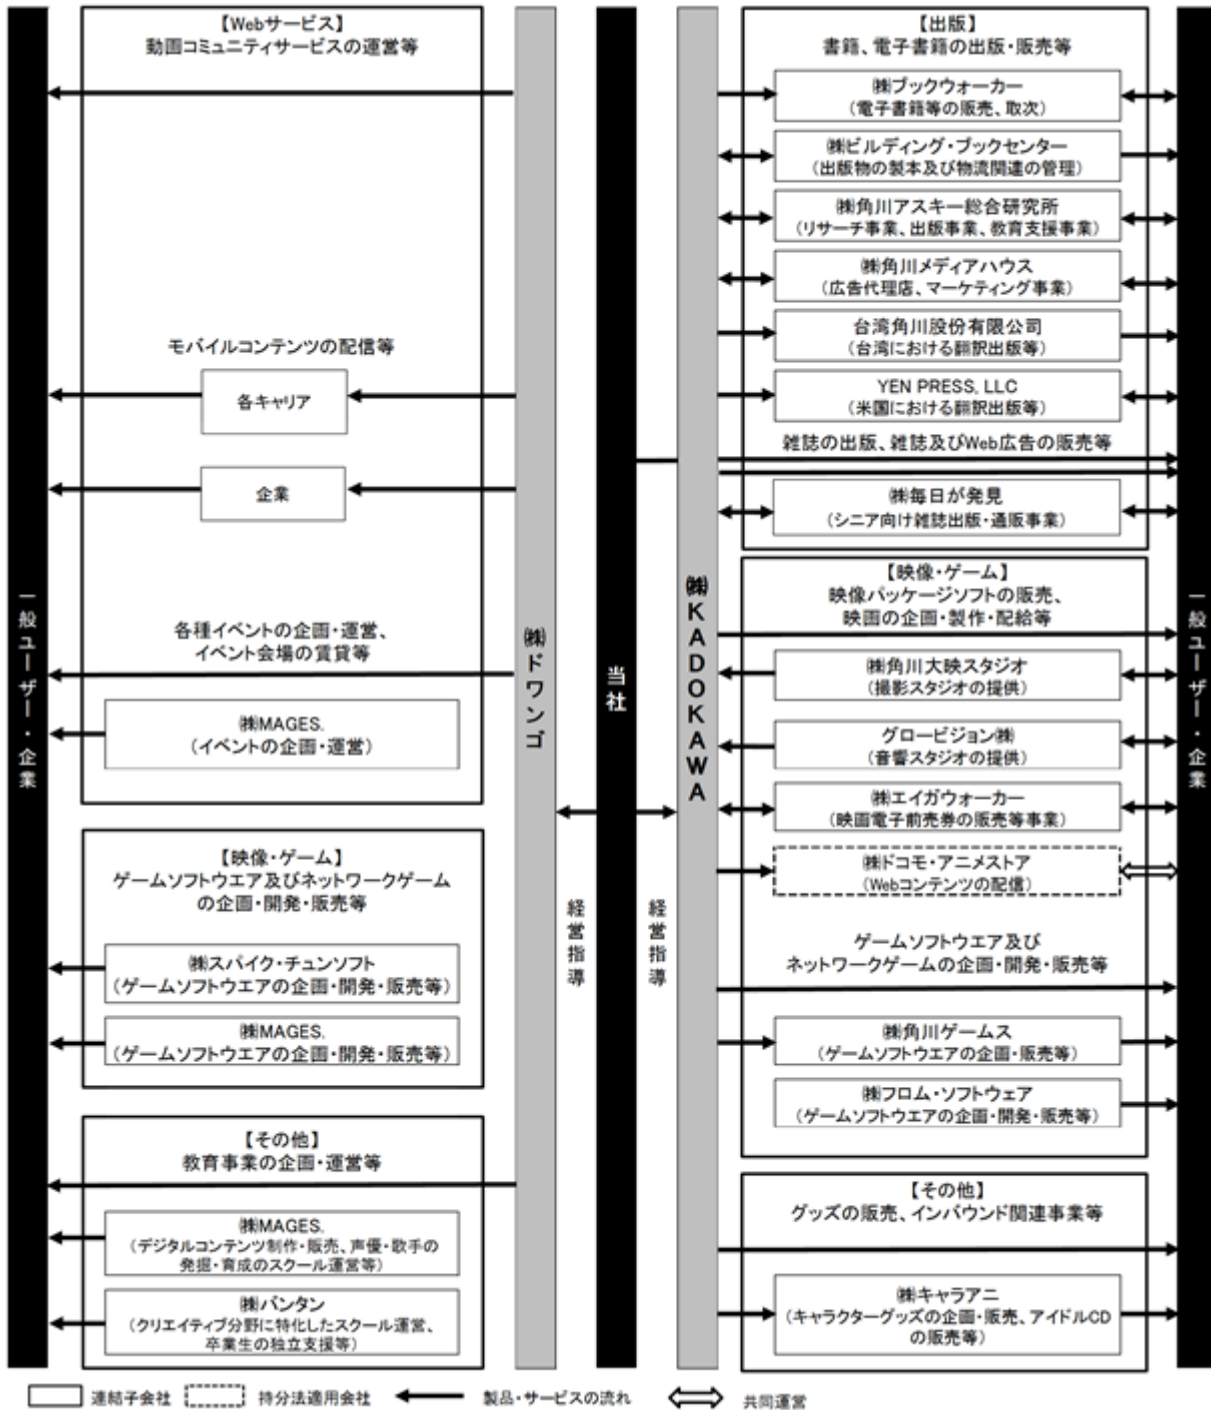 【Webサービス】
動画コミュニティサービスの運営等
モバイルコンテンツの配信等
各キャリア
企業
各種イベントの企画・運営、
イベント会場の賃貸等
㈱MAGES.
(イベントの企画・運営)
【映像・ゲーム】
ゲームソフトウエア及びネットワークゲーム
の企画・開発・販売等
㈱スパイク・チュンソフト
(ゲームソフトウエアの企画・開発・販売等)
㈱MAGES.
(ゲームソフトウエアの企画・開発・販売等)
【その他】
教育事業の企画・運営等
㈱MAGES.
(デジタルコンテンツ制作・販売、声優・歌手の
発掘・育成のスクール運営等)
㈱バンタン
(クリエイティブ分野に特化したスクール運営、
卒業生の独立支援等)
一般ユーザー・企業
㈱ドワンゴ
経営指導
当社
経営指導
㈱KADOKAWA
【出版】
書籍、電子書籍の出版・販売等
㈱ブックウォーカー
(電子書籍等の販売、取次)
㈱ビルディング・ブックセンター
(出版物の製本及び物流関連の管理)
㈱角川アスキー総合研究所
(リサーチ事業、出版事業、教育支援事業)
㈱角川メディアハウス
(広告代理店、マーケティング事業)
台湾角川股份有限公司
(台湾における翻訳出版等)
YEN PRESS, LLC
(米国における翻訳出版等)
雑誌の出版、雑誌及びWeb広告の販売等
㈱毎日が発見
(シニア向け雑誌出版・通販事業)
【映像・ゲーム】
映像パッケージソフトの販売、
映画の企画・製作・配給等
㈱角川大映スタジオ
(撮影スタジオの提供)
グロービジョン㈱
(音響スタジオの提供)
㈱エイガウォーカー
(映画電子前売券の販売等事業)
㈱ドコモ・アニメストア
(Webコンテンツの配信)
ゲームソフトウエア及び
ネットワークゲームの企画・開発・販売等
㈱角川ゲームス
(ゲームソフトウエアの企画・販売等)
㈱フロム・ソフトウェア
(ゲームソフトウエアの企画・開発・販売等)
【その他】
グッズの販売、インバウンド関連事業等
㈱キャラアニ
(キャラクターグッズの企画・販売、アイドルCD
の販売等)
一般ユーザー・企業
連結子会社
持分法適用会社
製品・サービスの流れ
共同運営